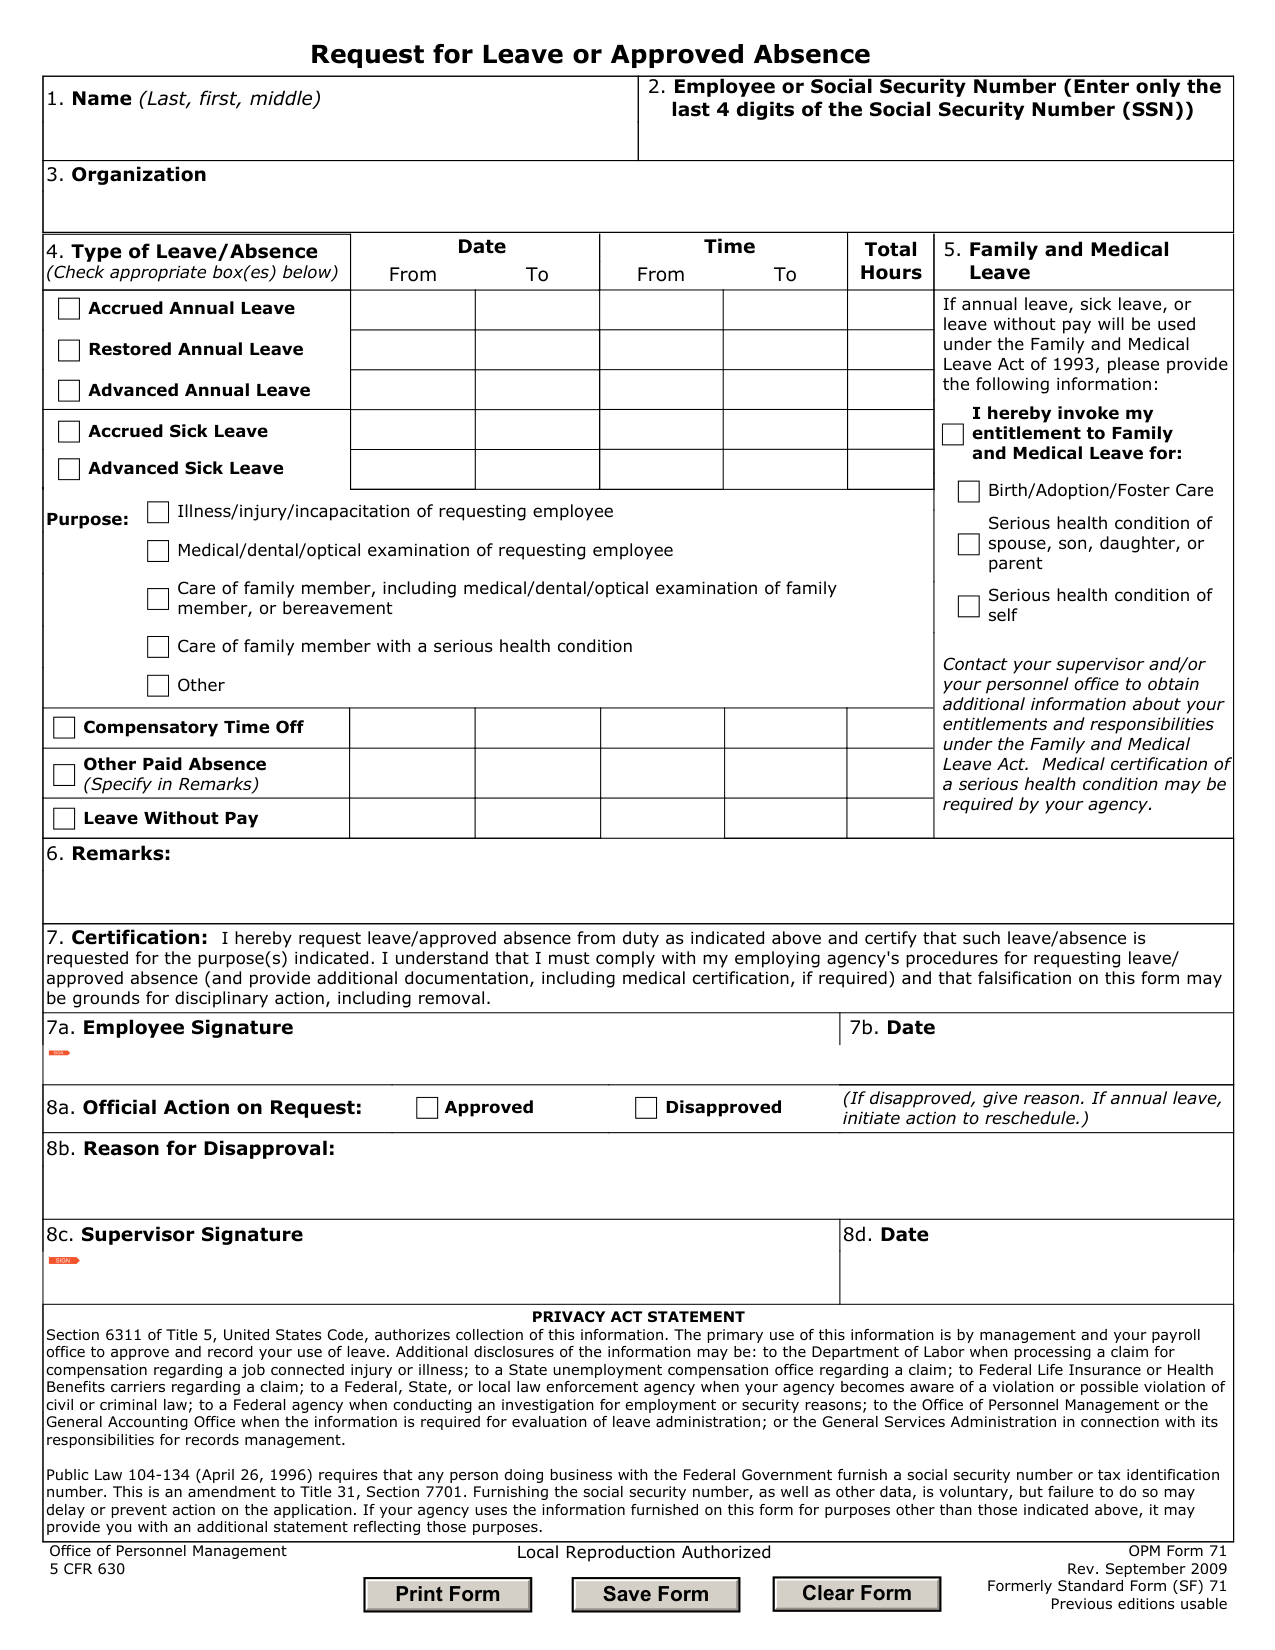 Request for Leave or Approved Absence
1. Name (Last, first, middle)
2. Employee or Social Security Number (Enter only the
last 4 digits of the Social Security Number (SSN))
3. Organization
4. Type of Leave/Absence
(Check appropriate box(es) below)
Date
From To
Time
From To
Total
Hours
5. Family and Medical
Leave
Accrued Annual Leave
Restored Annual Leave
Advanced Annual Leave
Accrued Sick Leave
Advanced Sick Leave
Purpose:
Illness/injury/incapacitation of requesting employee
Medical/dental/optical examination of requesting employee
Care of family member, including medical/dental/optical examination of family
member, or bereavement
Care of family member with a serious health condition
Other
Compensatory Time Off
Other Paid Absence
(Specify in Remarks)
Leave Without Pay
If annual leave, sick leave, or
leave without pay will be used
under the Family and Medical
Leave Act of 1993, please provide
the following information:
I hereby invoke my
entitlement to Family
and Medical Leave for:
Birth/Adoption/Foster Care
Serious health condition of
spouse, son, daughter, or
parent
Serious health condition of
self
Contact your supervisor and/or
your personnel office to obtain
additional information about your
entitlements and responsibilities
under the Family and Medical
Leave Act. Medical certification of
a serious health condition may be
required by your agency.
6. Remarks:
7. Certification: I hereby request leave/approved absence from duty as indicated above and certify that such leave/absence is
requested for the purpose(s) indicated. I understand that I must comply with my employing agency's procedures for requesting leave/
approved absence (and provide additional documentation, including medical certification, if required) and that falsification on this form may
be grounds for disciplinary action, including removal.
7a. Employee Signature
7b. Date
SIGN
8a. Official Action on Request:
Approved
Disapproved
(If disapproved, give reason. If annual leave,
initiate action to reschedule.)
8b. Reason for Disapproval:
8c. Supervisor Signature
8d. Date
SIGN
PRIVACY ACT STATEMENT
Section 6311 of Title 5, United States Code, authorizes collection of this information. The primary use of this information is by management and your payroll
office to approve and record your use of leave. Additional disclosures of the information may be: to the Department of Labor when processing a claim for
compensation regarding a job connected injury or illness; to a State unemployment compensation office regarding a claim; to Federal Life Insurance or Health
Benefits carriers regarding a claim; to a Federal, State, or local law enforcement agency when your agency becomes aware of a violation or possible violation of
civil or criminal law; to a Federal agency when conducting an investigation for employment or security reasons; to the Office of Personnel Management or the
General Accounting Office when the information is required for evaluation of leave administration; or the General Services Administration in connection with its
responsibilities for records management.
Public Law 104-134 (April 26, 1996) requires that any person doing business with the Federal Government furnish a social security number or tax identification
number. This is an amendment to Title 31, Section 7701. Furnishing the social security number, as well as other data, is voluntary, but failure to do so may
delay or prevent action on the application. If your agency uses the information furnished on this form for purposes other than those indicated above, it may
provide you with an additional statement reflecting those purposes.
Office of Personnel Management
5 CFR 630
Local Reproduction Authorized
OPM Form 71
Rev. September 2009
Formerly Standard Form (SF) 71
Previous editions usable
Print Form
Save Form
Clear Form